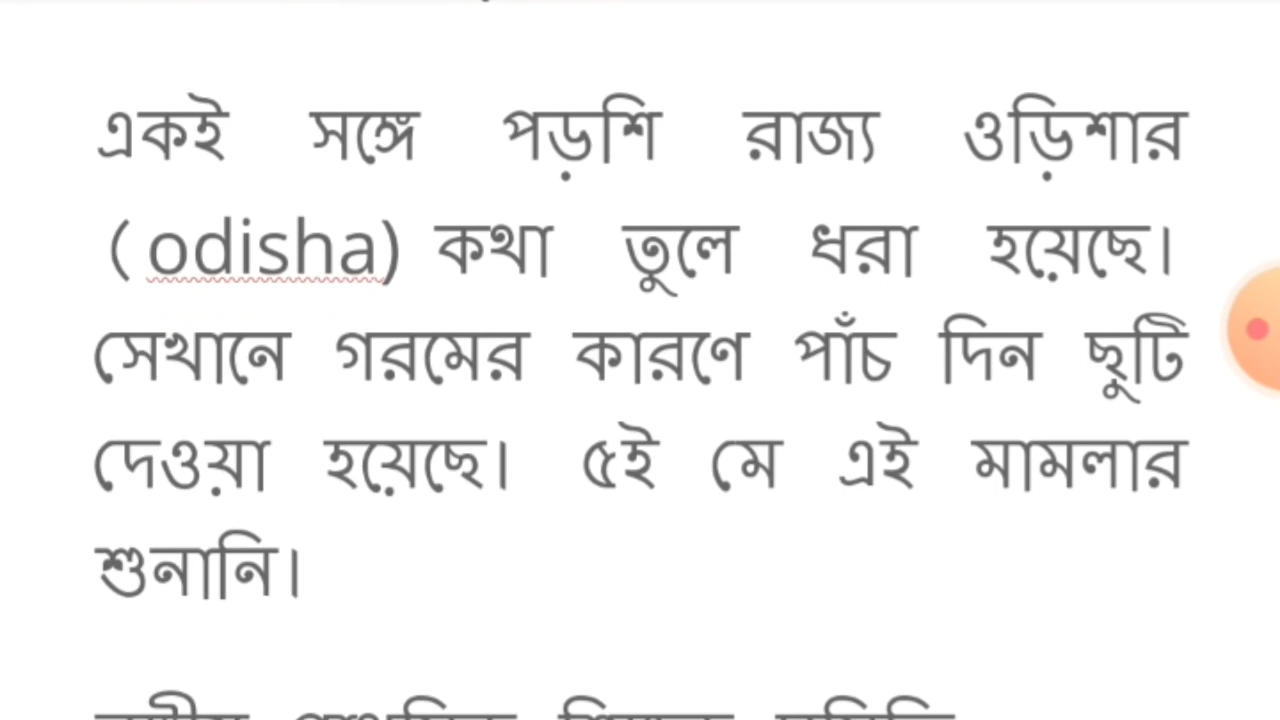 একই সঙ্গে পড়শি রাজ্য ওড়িশার
(odisha) কথা তুলে ধরা হয়েছে।
সেখানে গরমের কারণে পাঁচ দিন ছুটি
দেওয়া হয়েছে। ৫ই মে এই মামলার
শুনানি।